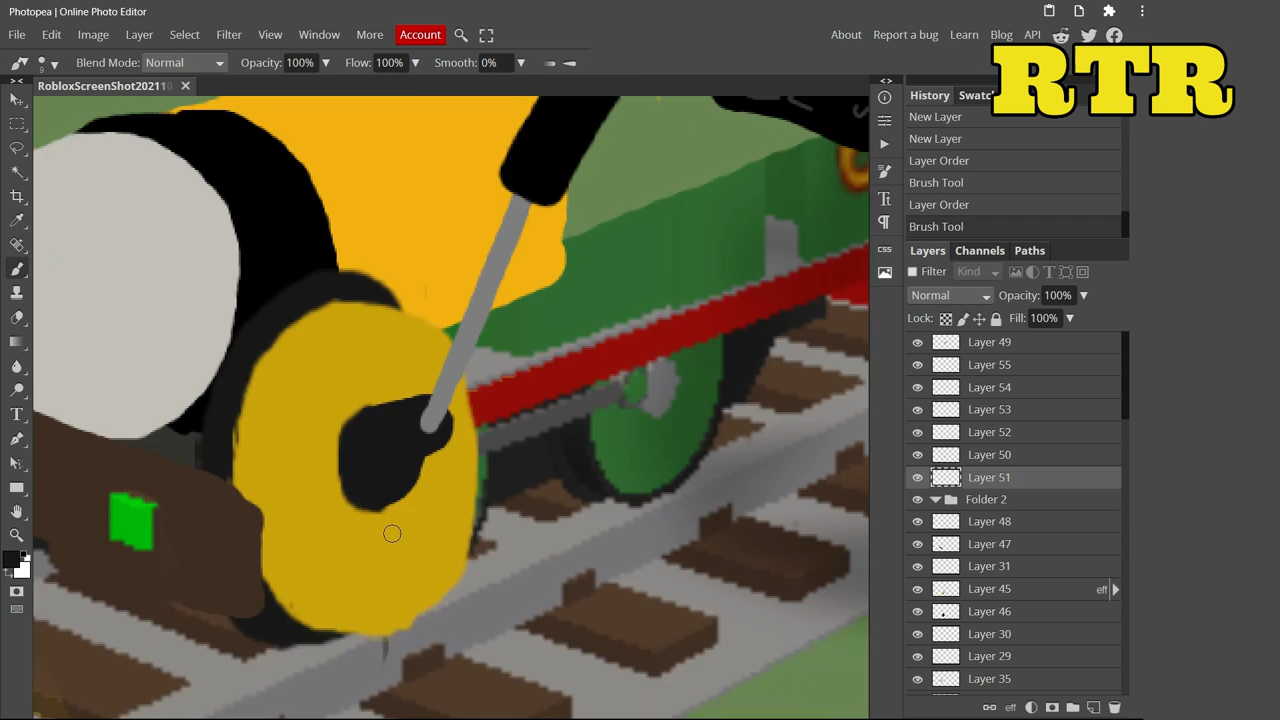 Photopea | Online Photo Editor
File Edit Image Layer Select Filter View Window More Account
About Report a bug Learn Blog API
9 Blend Mode: Normal Opacity: 100% Flow: 100% Smooth: 0%
RTR
RobloxScreenShot202110
History Swatc
New Layer
New Layer
Layer Order
Brush Tool
Layer Order
Brush Tool
Layers Channels Paths
Filter Kind
Normal Opacity: 100%
Lock: Fill: 100%
Layer 49
Layer 55
Layer 54
Layer 53
Layer 52
Layer 50
Layer 51
Folder 2
Layer 48
Layer 47
Layer 31
Layer 45 eff
Layer 46
Layer 30
Layer 29
Layer 35
eff
CSS